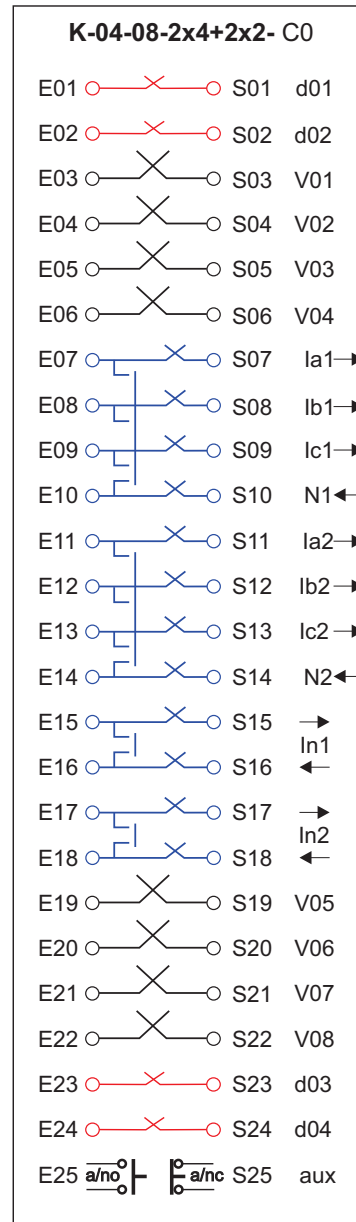 K-04-08-2x4+2x2- C0
E01 S01 d01
E02 S02 d02
E03 S03 V01
E04 S04 V02
E05 S05 V03
E06 S06 V04
E07 S07 Ia1
E08 S08 Ib1
E09 S09 Ic1
E10 S10 N1
E11 S11 Ia2
E12 S12 Ib2
E13 S13 Ic2
E14 S14 N2
E15 S15
In1
E16 S16
E17 S17
In2
E18 S18
E19 S19 V05
E20 S20 V06
E21 S21 V07
E22 S22 V08
E23 S23 d03
E24 S24 d04
E25 a/no a/nc S25 aux